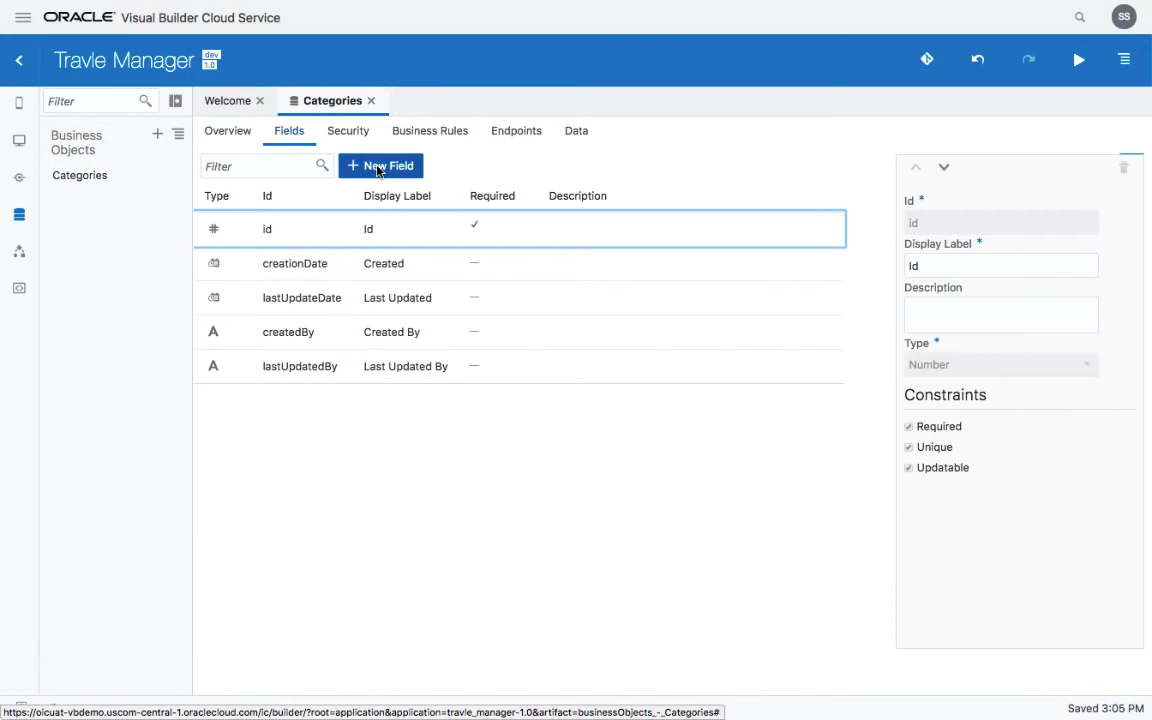 ORACLE® Visual Builder Cloud Service
SS
Travle Manager dev 1.0
Filter
Welcome
Categories
Business Objects
Categories
Overview
Fields
Security
Business Rules
Endpoints
Data
Filter
+ New Field
Type
Id
Display Label
Required
Description
# id Id
creationDate Created
lastUpdateDate Last Updated
A createdBy Created By
A lastUpdatedBy Last Updated By
Id *
id
Display Label *
Id
Description
Type *
Number
Constraints
Required
Unique
Updatable
https://oicuat-vbdemo.uscom-central-1.oraclecloud.com/ic/builder/?root=application&application=travle_manager-1.0&artifact=businessObjects_-_Categories#
Saved 3:05 PM